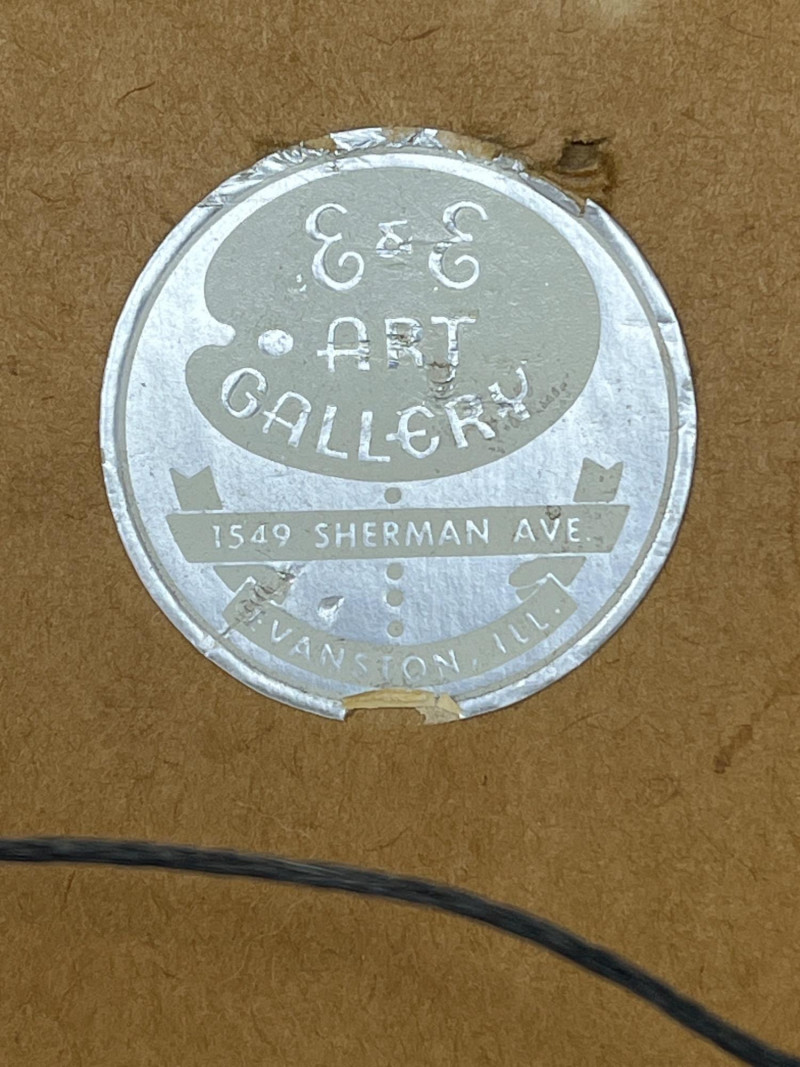 E & E
ART
GALLERY
1549 SHERMAN AVE.
EVANSTON, ILL.